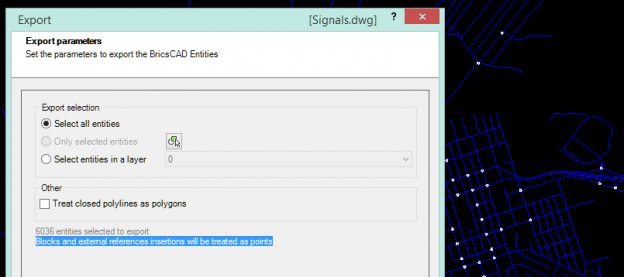 Export [Signals.dwg] ?
Export parameters
Set the parameters to export the BricsCAD Entities
Export selection
Select all entities
Only selected entities
Select entities in a layer 0
Other
Treat closed polylines as polygons
6036 entities selected to export
Blocks and external references insertions will be treated as points